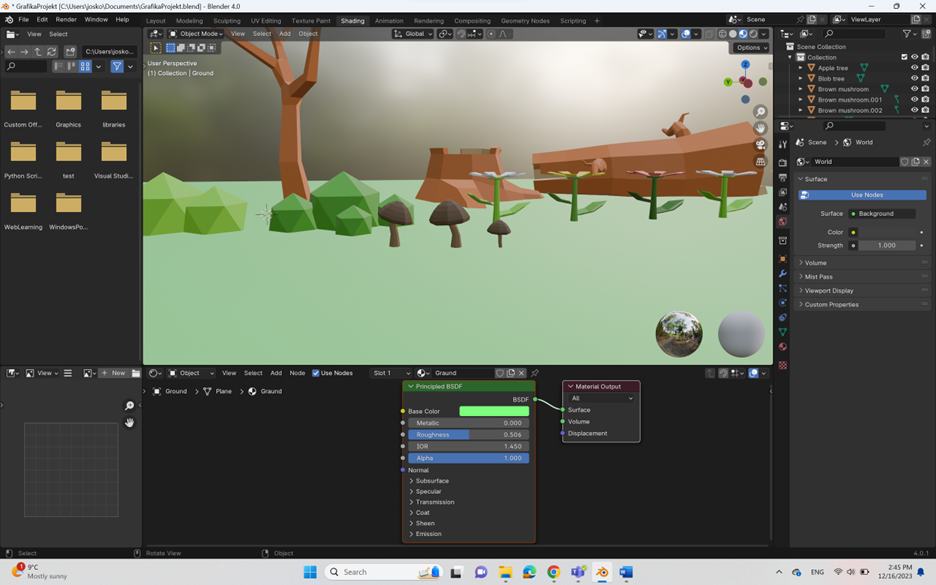 * GrafikaProjekt [C:\Users\josko\...\GrafikaProjekt.blend] - Blender 4.0
File Edit Render Window Help
Layout Modeling Sculpting UV Editing Texture Paint Shading Animation Rendering Compositing Geometry Nodes Scripting +
Scene
ViewLayer
View Select
Object Mode View Select Add Object
Global
Options
C:\Users\josko...
User Perspective
(1) Collection | Ground
X
Y
Z
Custom Off...
Graphics
libraries
Python Scri...
test
Visual Studi...
WebLearning
WindowsPo...
Scene Collection
Collection
Apple tree
Blob tree
Brown mushroom
Brown mushroom.001
Brown mushroom.002
Scene > World
World
Surface
Use Nodes
Surface Background
Color
Strength 1.000
Volume
Mist Pass
Viewport Display
Custom Properties
View
+ New
Object View Select Add Node Use Nodes Slot 1 Ground
Ground > Plane > Ground
Principled BSDF
BSDF
Base Color
Metallic 0.000
Roughness 0.506
IOR 1.450
Alpha 1.000
Normal
Subsurface
Specular
Transmission
Coat
Sheen
Emission
Material Output
All
Surface
Volume
Displacement
Select
Rotate View
Object
4.0.1
1
9°C
Mostly sunny
Search
ENG
2:45 PM
12/16/2023